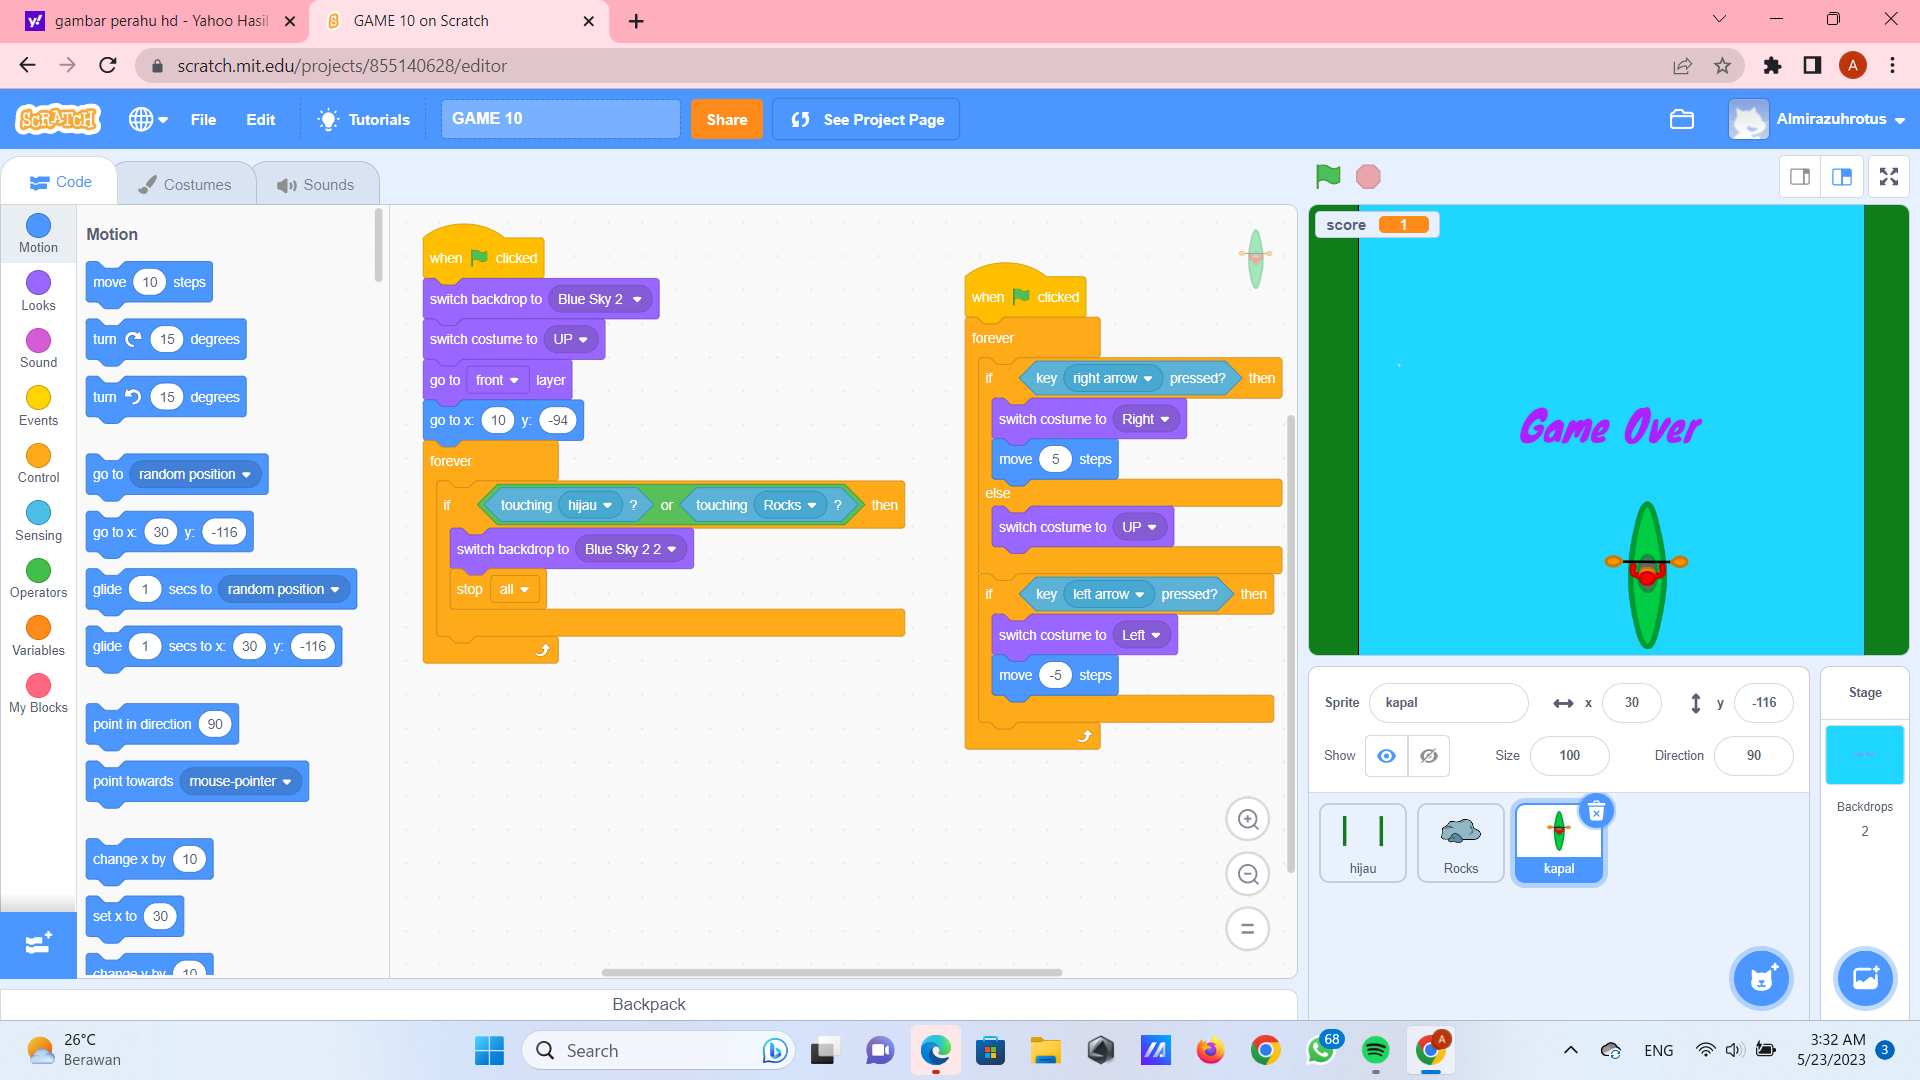 gambar perahu hd - Yahoo Hasil
GAME 10 on Scratch
scratch.mit.edu/projects/855140628/editor
A
SCRATCH
File
Edit
Tutorials
GAME 10
Share
See Project Page
Almirazuhrotus
Code
Costumes
Sounds
Motion
Looks
Sound
Events
Control
Sensing
Operators
Variables
My Blocks
Motion
move 10 steps
turn 15 degrees
turn 15 degrees
go to random position
go to x: 30 y: -116
glide 1 secs to random position
glide 1 secs to x: 30 y: -116
point in direction 90
point towards mouse-pointer
change x by 10
set x to 30
change y by 10
when clicked
switch backdrop to Blue Sky 2
switch costume to UP
go to front layer
go to x: 10 y: -94
forever
if touching hijau ? or touching Rocks ? then
switch backdrop to Blue Sky 2 2
stop all
when clicked
forever
if key right arrow pressed? then
switch costume to Right
move 5 steps
else
switch costume to UP
if key left arrow pressed? then
switch costume to Left
move -5 steps
score 1
Game Over
Sprite kapal x 30 y -116
Show Size 100 Direction 90
hijau
Rocks
kapal
Stage
Backdrops
2
Backpack
26°C
Berawan
Search
68
A
ENG
3:32 AM
5/23/2023
3